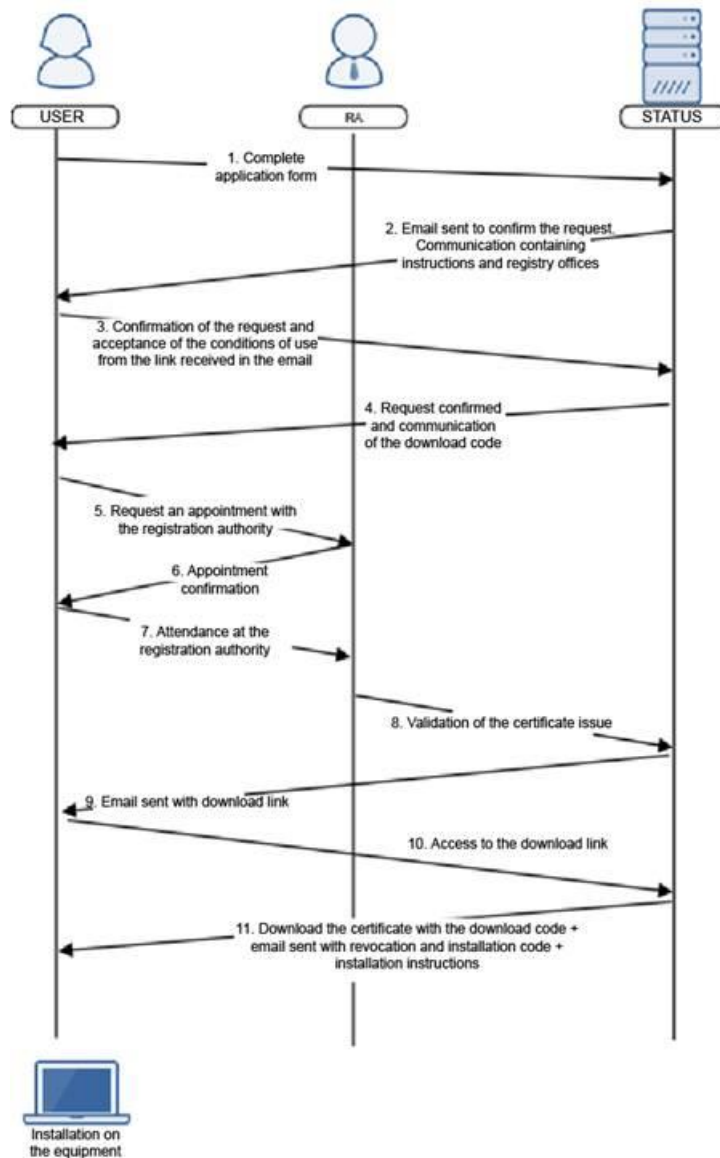 USER
RA
STATUS
1. Complete
application form
2. Email sent to confirm the request.
Communication containing
instructions and registry offices
3. Confirmation of the request and
acceptance of the conditions of use
from the link received in the email
4. Request confirmed
and communication
of the download code
5. Request an appointment with
the registration authority
6. Appointment
confirmation
7. Attendance at the
registration authority
8. Validation of the certificate issue
9. Email sent with download link
10. Access to the download link
11. Download the certificate with the download code +
email sent with revocation and installation code +
installation instructions
Installation on
the equipment